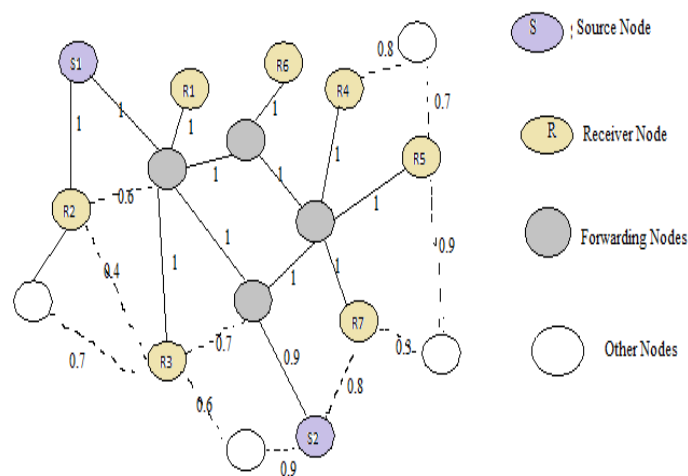 S1
R1
R6
R4
0.8
S : Source Node
1
1
1
1
0.7
R Receiver Node
R5
1
1
1
1
R2
0.6
Forwarding Nodes
1
1
0.4
1
1
0.9
R7
0.7
0.7
0.9
Other Nodes
R3
0.8
0.6
S2
0.9